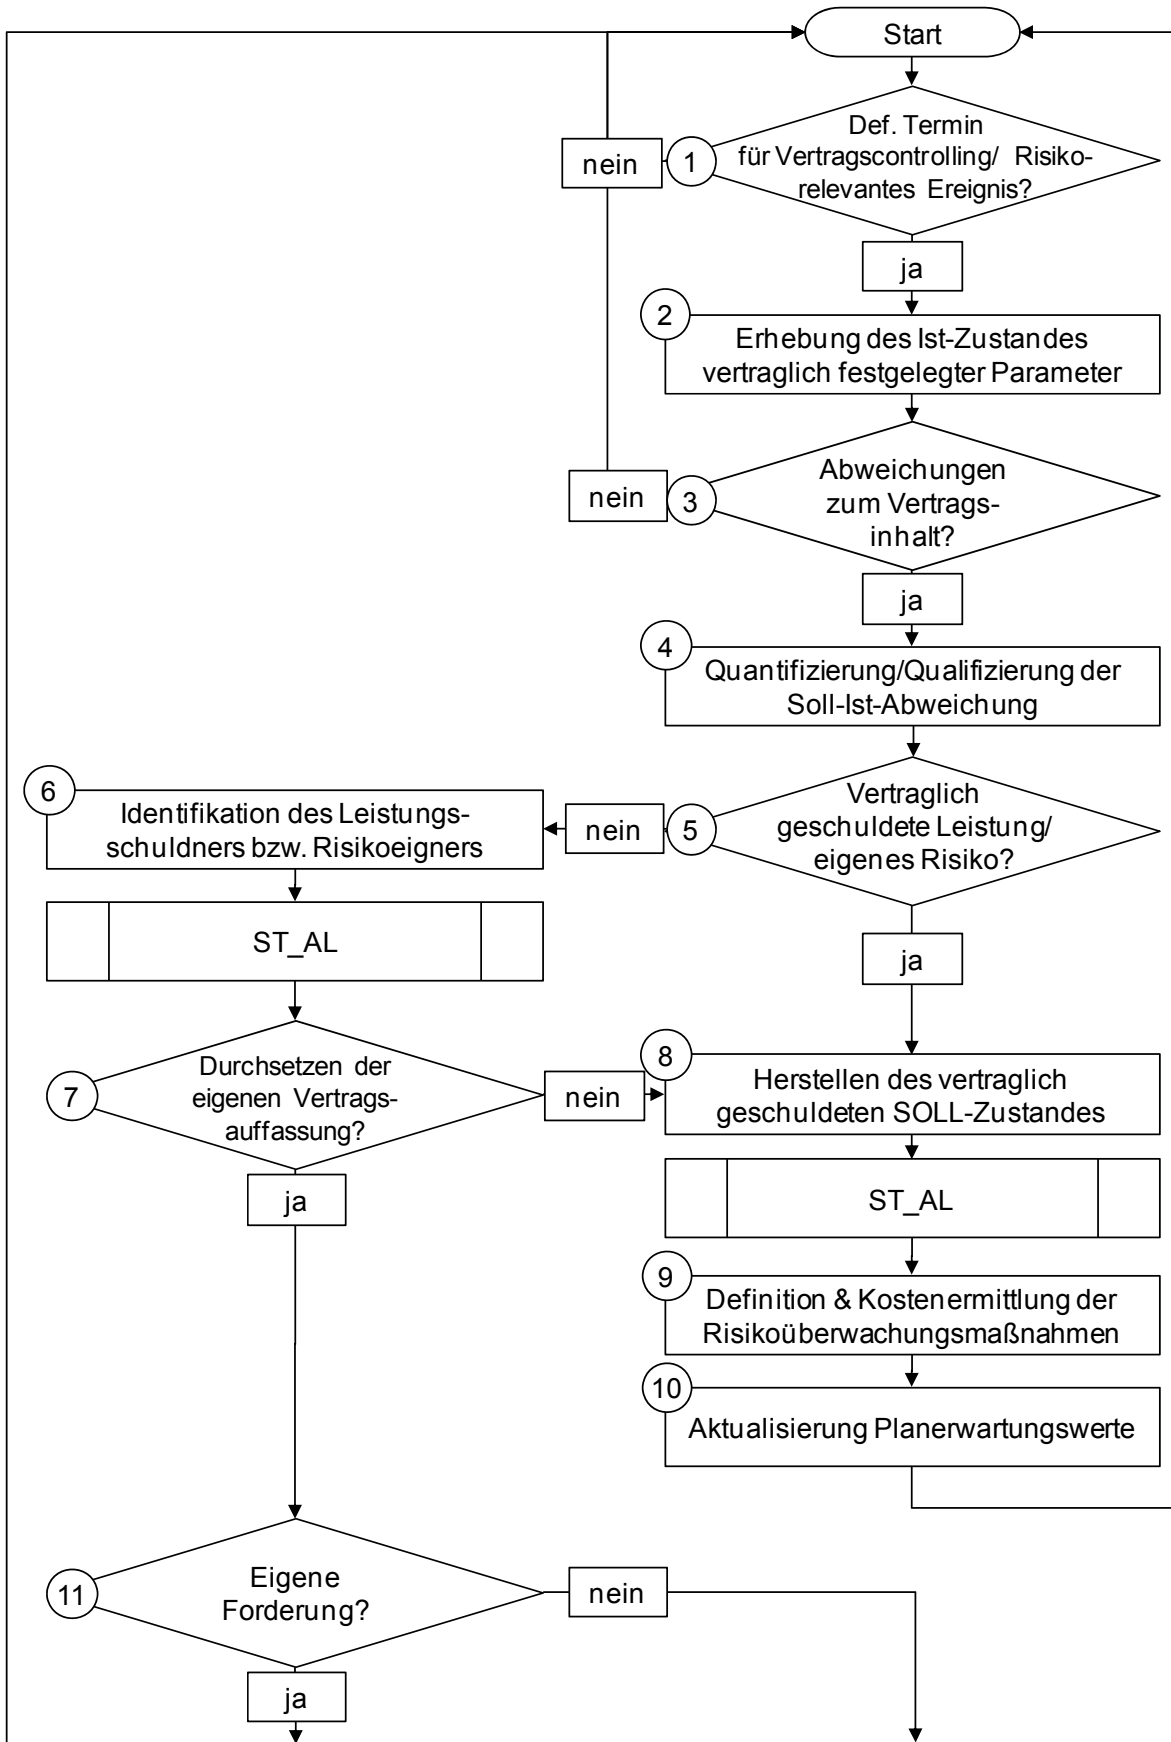 Start
Def. Termin
für Vertragscontrolling/ Risiko-
relevantes Ereignis?
nein
1
ja
2
Erhebung des Ist-Zustandes
vertraglich festgelegter Parameter
Abweichungen
zum Vertrags-
inhalt?
nein
3
ja
4
Quantifizierung/Qualifizierung der
Soll-Ist-Abweichung
6
Identifikation des Leistungs-
schuldners bzw. Risikoeigners
nein
5
Vertraglich
geschuldete Leistung/
eigenes Risiko?
ST_AL
ja
7
Durchsetzen der
eigenen Vertrags-
auffassung?
nein
8
Herstellen des vertraglich
geschuldeten SOLL-Zustandes
ja
ST_AL
9
Definition & Kostenermittlung der
Risikoüberwachungsmaßnahmen
10
Aktualisierung Planerwartungswerte
11
Eigene
Forderung?
nein
ja